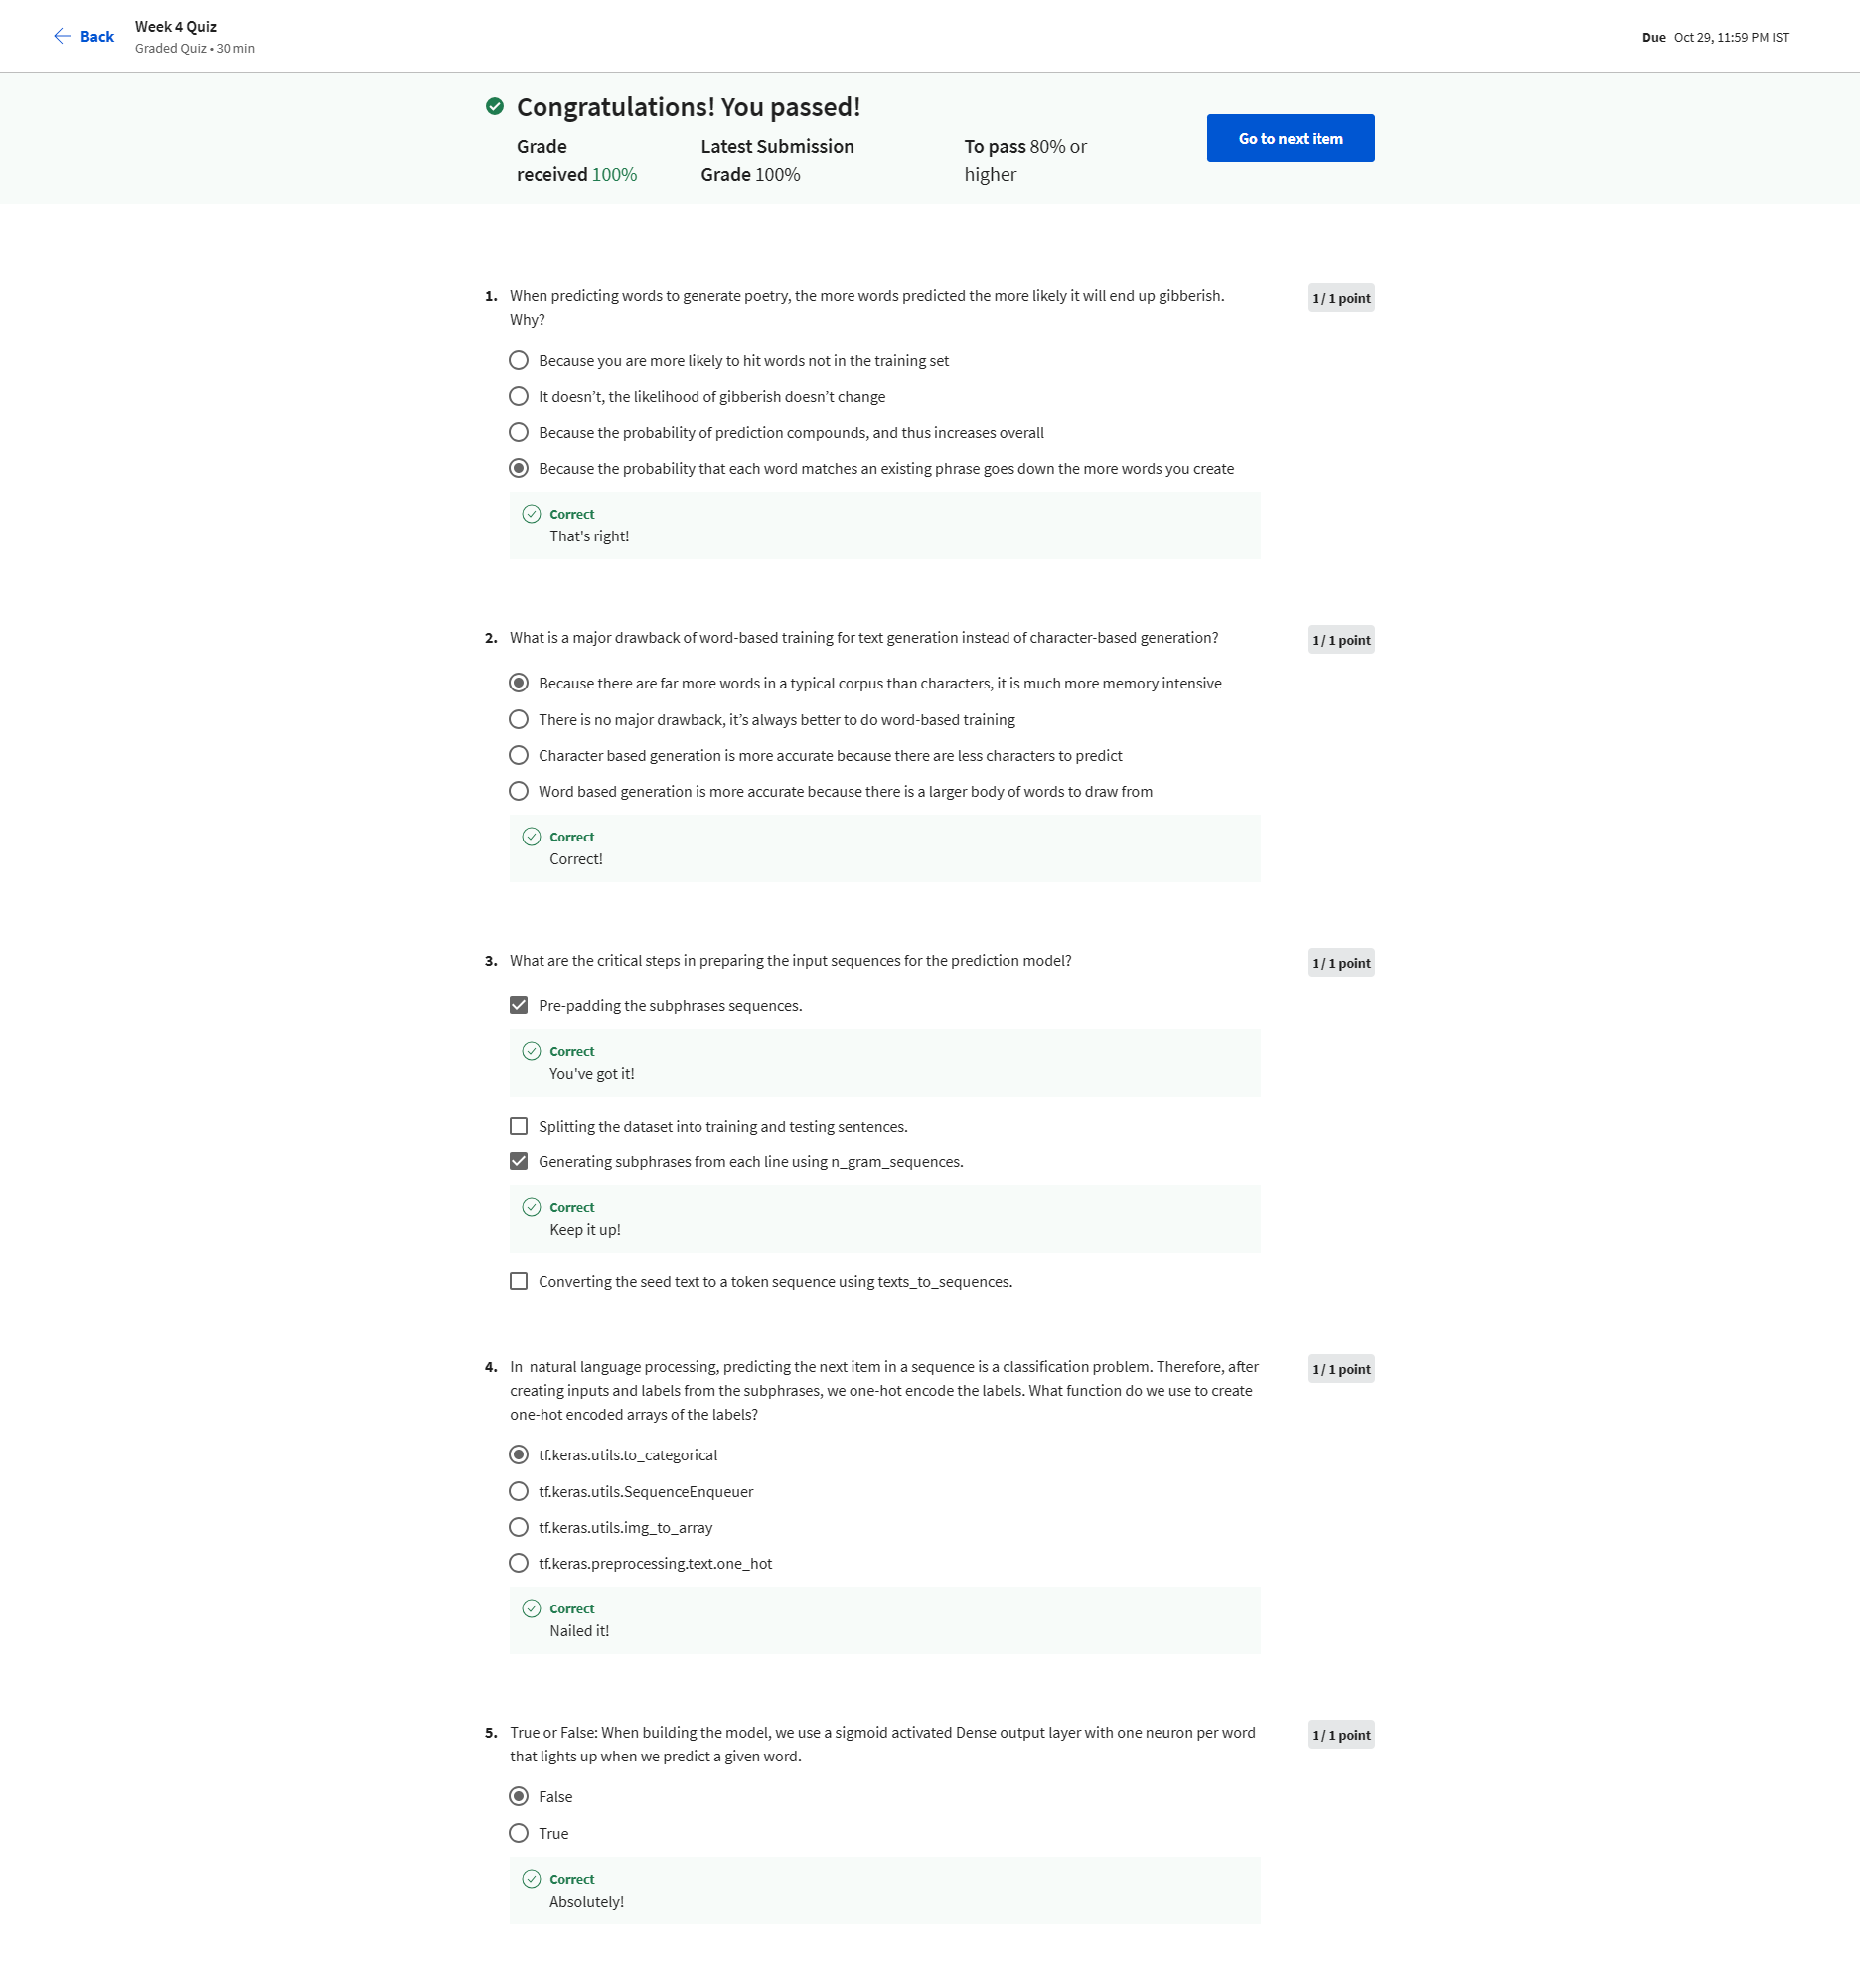 Back
Week 4 Quiz
Graded Quiz • 30 min
Due Oct 29, 11:59 PM IST
Congratulations! You passed!
Grade received 100%
Latest Submission Grade 100%
To pass 80% or higher
Go to next item
1. When predicting words to generate poetry, the more words predicted the more likely it will end up gibberish.
Why?
1 / 1 point
Because you are more likely to hit words not in the training set
It doesn’t, the likelihood of gibberish doesn’t change
Because the probability of prediction compounds, and thus increases overall
Because the probability that each word matches an existing phrase goes down the more words you create
Correct
That's right!
2. What is a major drawback of word-based training for text generation instead of character-based generation?
1 / 1 point
Because there are far more words in a typical corpus than characters, it is much more memory intensive
There is no major drawback, it’s always better to do word-based training
Character based generation is more accurate because there are less characters to predict
Word based generation is more accurate because there is a larger body of words to draw from
Correct
Correct!
3. What are the critical steps in preparing the input sequences for the prediction model?
1 / 1 point
Pre-padding the subphrases sequences.
Correct
You've got it!
Splitting the dataset into training and testing sentences.
Generating subphrases from each line using n_gram_sequences.
Correct
Keep it up!
Converting the seed text to a token sequence using texts_to_sequences.
4. In natural language processing, predicting the next item in a sequence is a classification problem. Therefore, after
creating inputs and labels from the subphrases, we one-hot encode the labels. What function do we use to create
one-hot encoded arrays of the labels?
1 / 1 point
tf.keras.utils.to_categorical
tf.keras.utils.SequenceEnqueuer
tf.keras.utils.img_to_array
tf.keras.preprocessing.text.one_hot
Correct
Nailed it!
5. True or False: When building the model, we use a sigmoid activated Dense output layer with one neuron per word
that lights up when we predict a given word.
1 / 1 point
False
True
Correct
Absolutely!